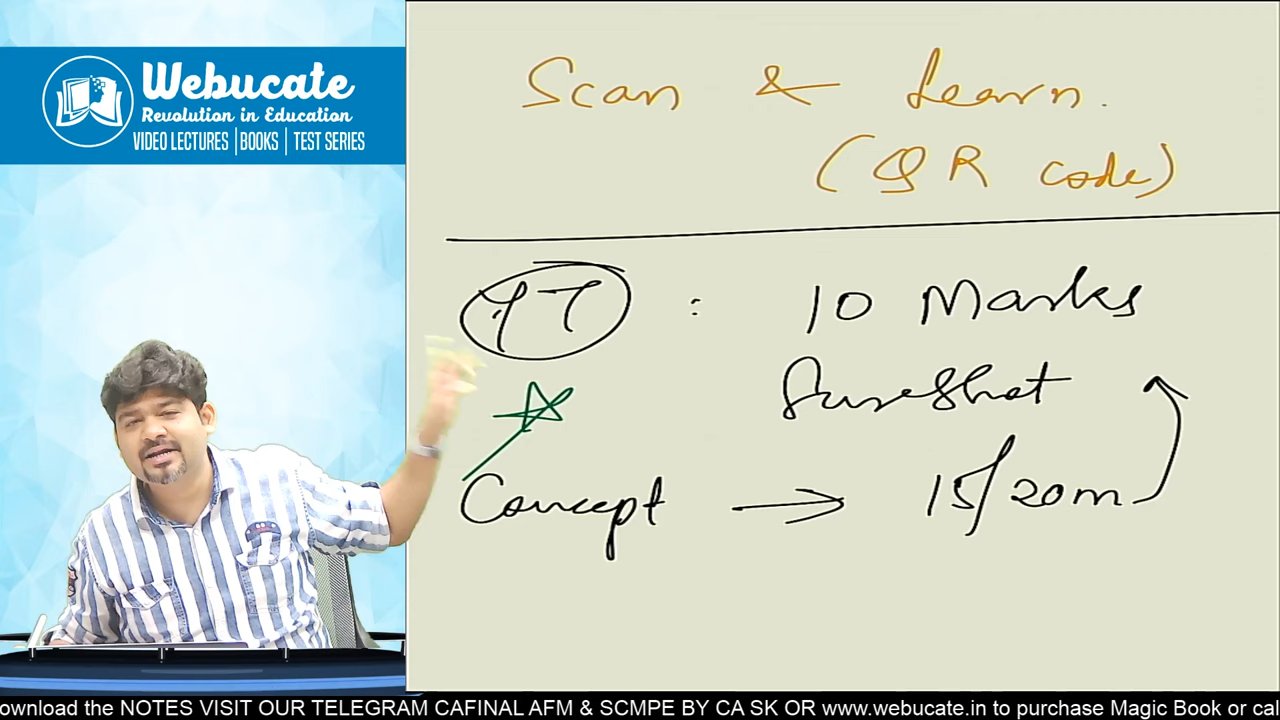 Webucate
Revolution in Education
VIDEO LECTURES | BOOKS | TEST SERIES
Scan & Learn.
(QR code)
: 10 Marks
SureShot
Concept → 15/20m
ownload the NOTES VISIT OUR TELEGRAM CAFINAL AFM & SCMPE BY CA SK OR www.webucate.in to purchase Magic Book or cal